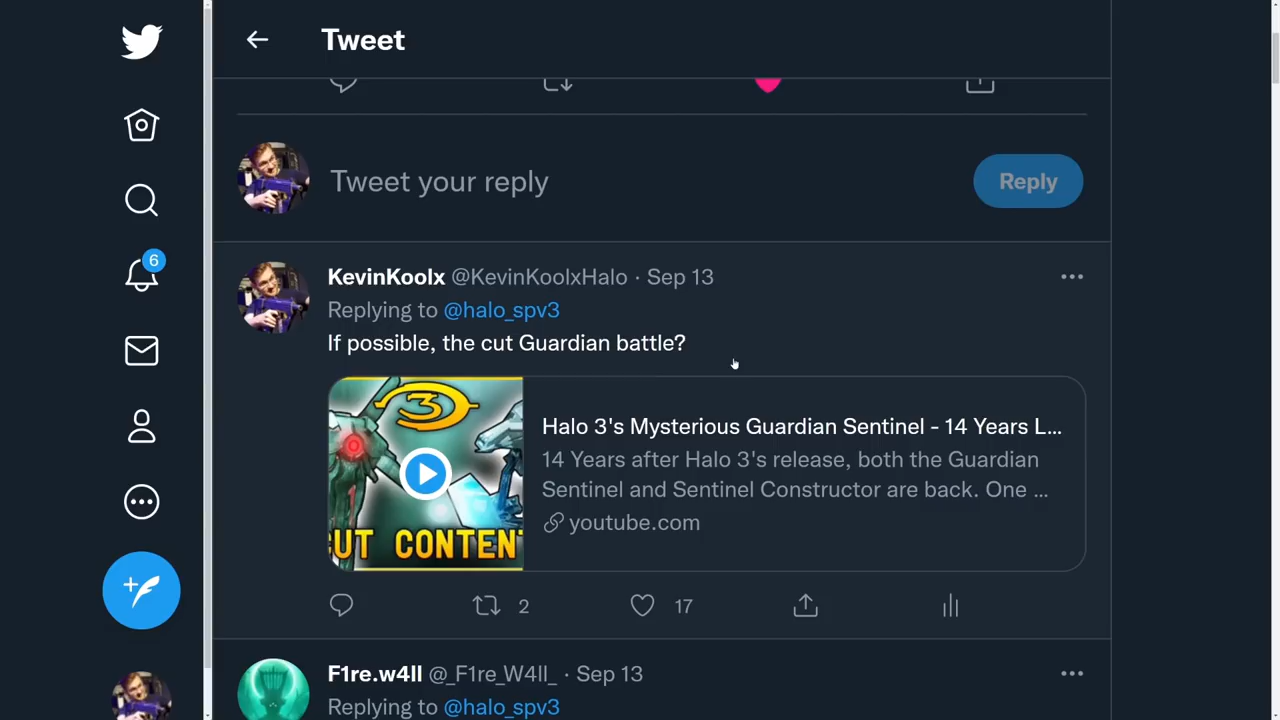 Tweet
Tweet your reply
Reply
6
KevinKoolx @KevinKoolxHalo · Sep 13
Replying to @halo_spv3
If possible, the cut Guardian battle?
3
CUT CONTENT
Halo 3's Mysterious Guardian Sentinel - 14 Years L...
14 Years after Halo 3's release, both the Guardian
Sentinel and Sentinel Constructor are back. One ...
youtube.com
2
17
F1re.w4ll @_F1re_W4ll_ · Sep 13
Replying to @halo_spv3